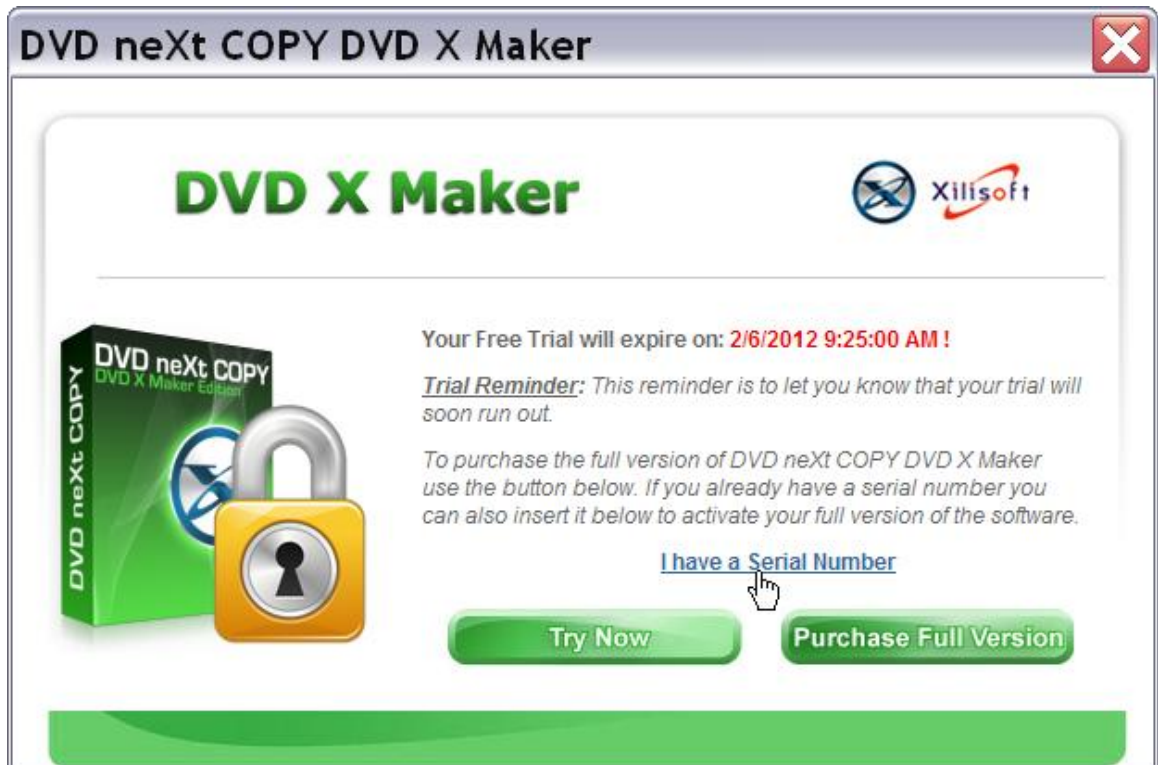 DVD neXt COPY DVD X Maker
DVD X Maker
Xilisoft
Your Free Trial will expire on: 2/6/2012 9:25:00 AM !
Trial Reminder: This reminder is to let you know that your trial will
soon run out.
To purchase the full version of DVD neXt COPY DVD X Maker
use the button below. If you already have a serial number you
can also insert it below to activate your full version of the software.
I have a Serial Number
Try Now
Purchase Full Version
DVD neXt COPY
DVD X Maker Edition
DVD neXt COPY